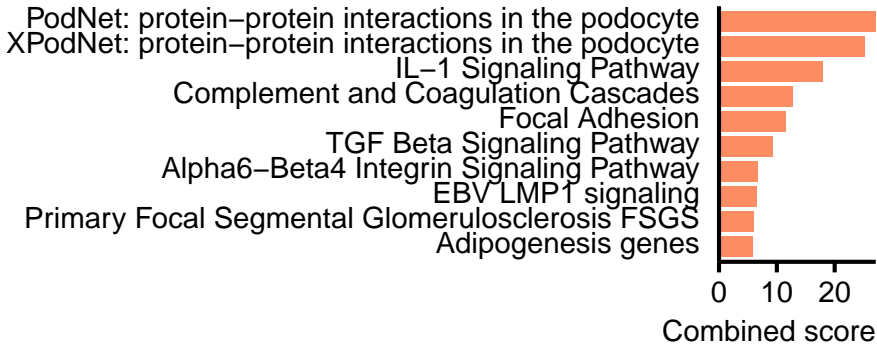 PodNet: protein−protein interactions in the podocyte
XPodNet: protein−protein interactions in the podocyte
IL−1 Signaling Pathway
Complement and Coagulation Cascades
Focal Adhesion
TGF Beta Signaling Pathway
Alpha6−Beta4 Integrin Signaling Pathway
EBV LMP1 signaling
Primary Focal Segmental Glomerulosclerosis FSGS
Adipogenesis genes
0 10 20
Combined score